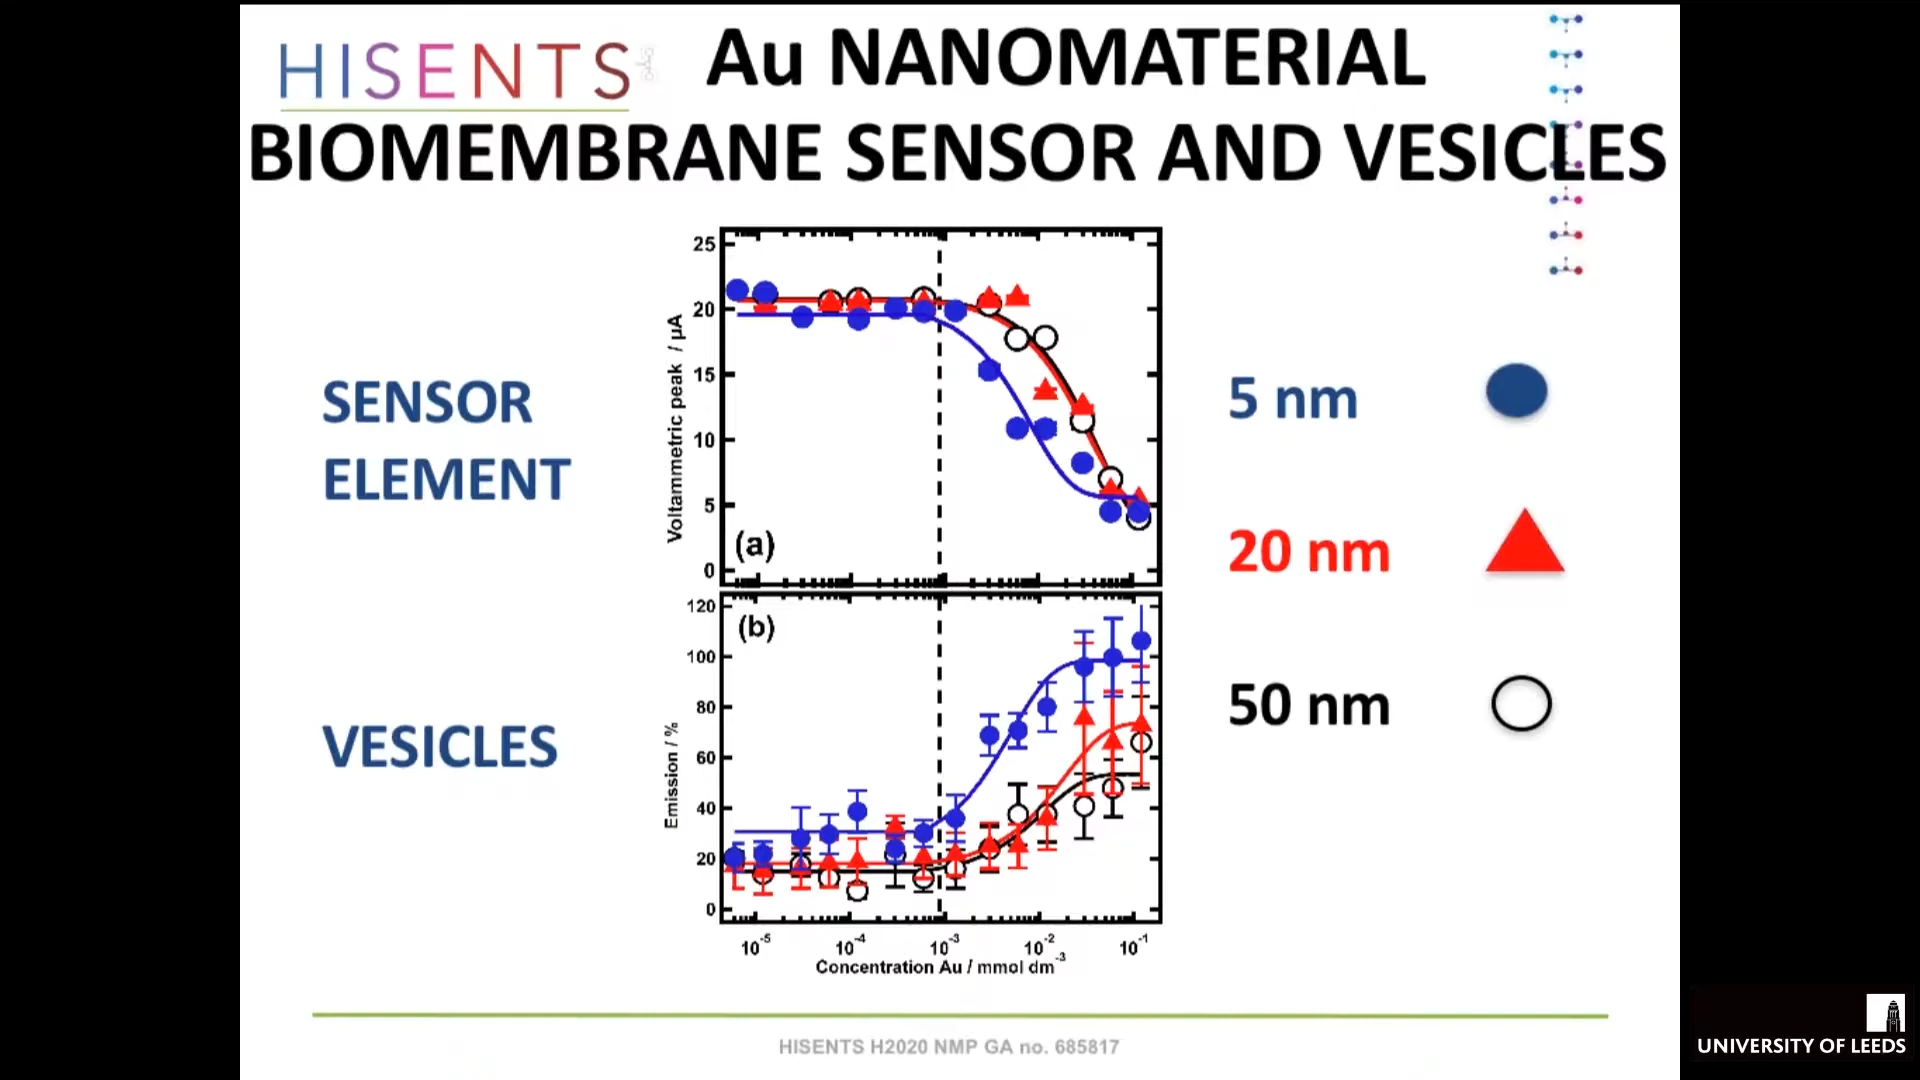 HISENTS
Au NANOMATERIAL
BIOMEMBRANE SENSOR AND VESICLES
SENSOR
ELEMENT
VESICLES
25
20
15
10
5
0
Voltammetric peak / µA
(a)
120
100
80
60
40
20
0
Emission / %
(b)
10-5 10-4 10-3 10-2 10-1
Concentration Au / mmol dm-3
5 nm
20 nm
50 nm
HISENTS H2020 NMP GA no. 685817
UNIVERSITY OF LEEDS